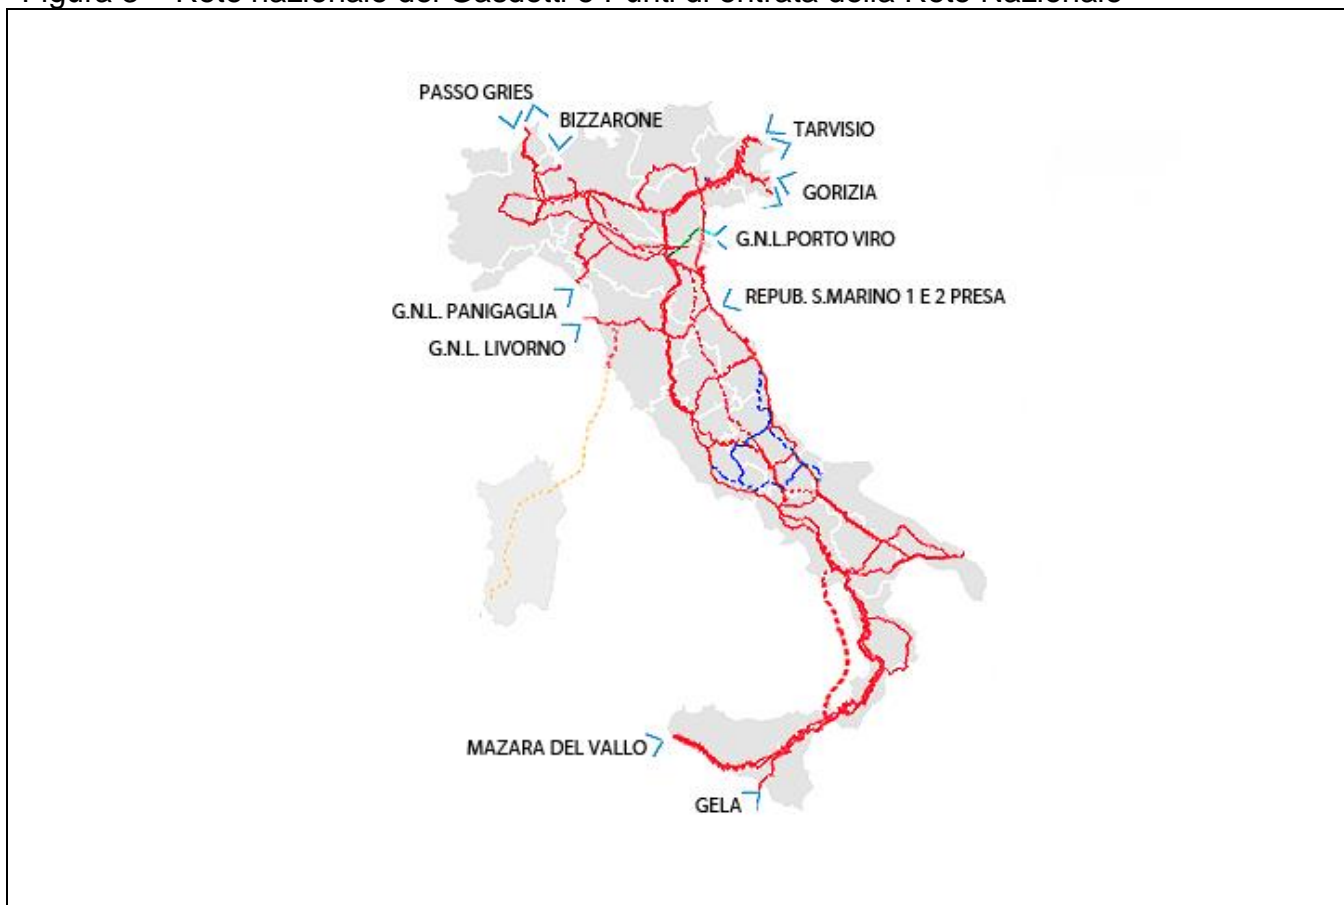 PASSO GRIES
BIZZARONE
TARVISIO
GORIZIA
G.N.L.PORTO VIRO
REPUB. S.MARINO 1 E 2 PRESA
G.N.L. PANIGAGLIA
G.N.L. LIVORNO
MAZARA DEL VALLO
GELA